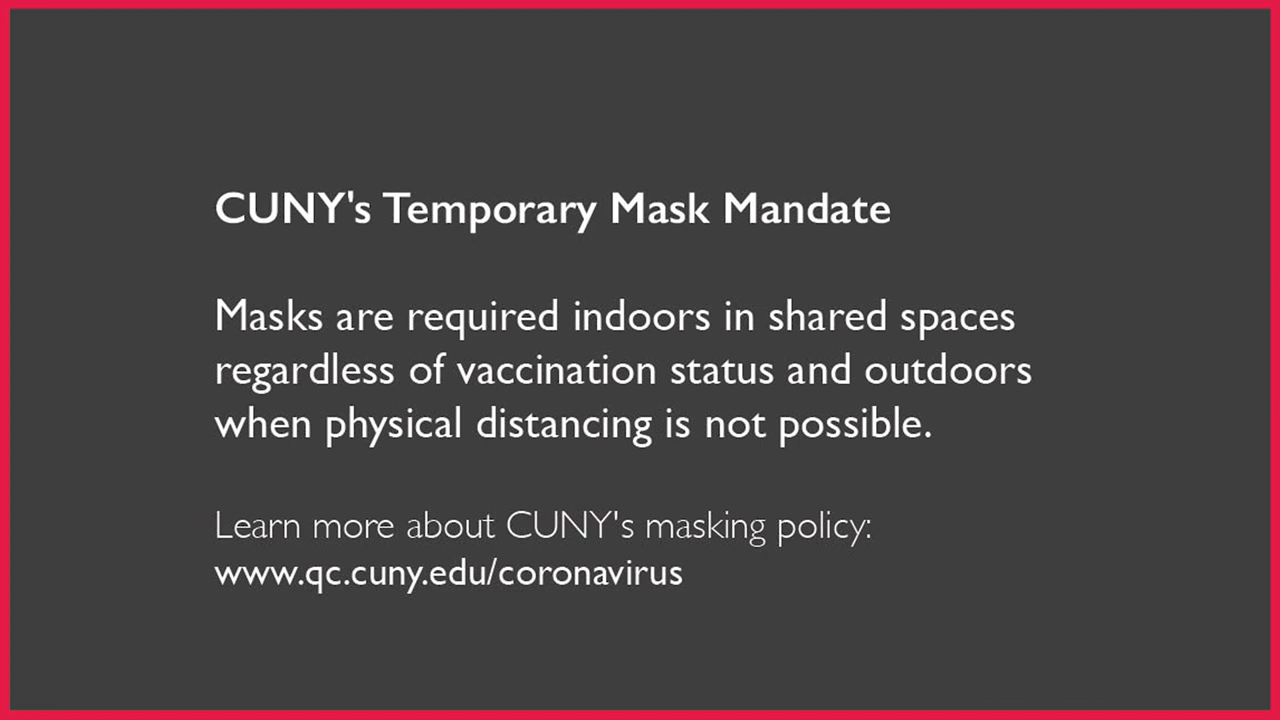 CUNY's Temporary Mask Mandate
Masks are required indoors in shared spaces
regardless of vaccination status and outdoors
when physical distancing is not possible.
Learn more about CUNY's masking policy:
www.qc.cuny.edu/coronavirus